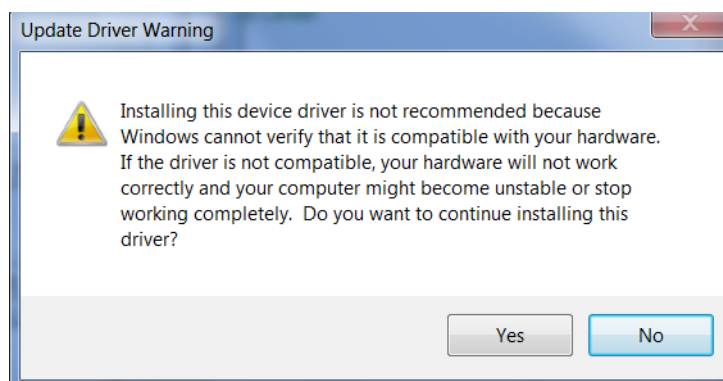 Update Driver Warning
Installing this device driver is not recommended because
Windows cannot verify that it is compatible with your hardware.
If the driver is not compatible, your hardware will not work
correctly and your computer might become unstable or stop
working completely.  Do you want to continue installing this
driver?
Yes
No